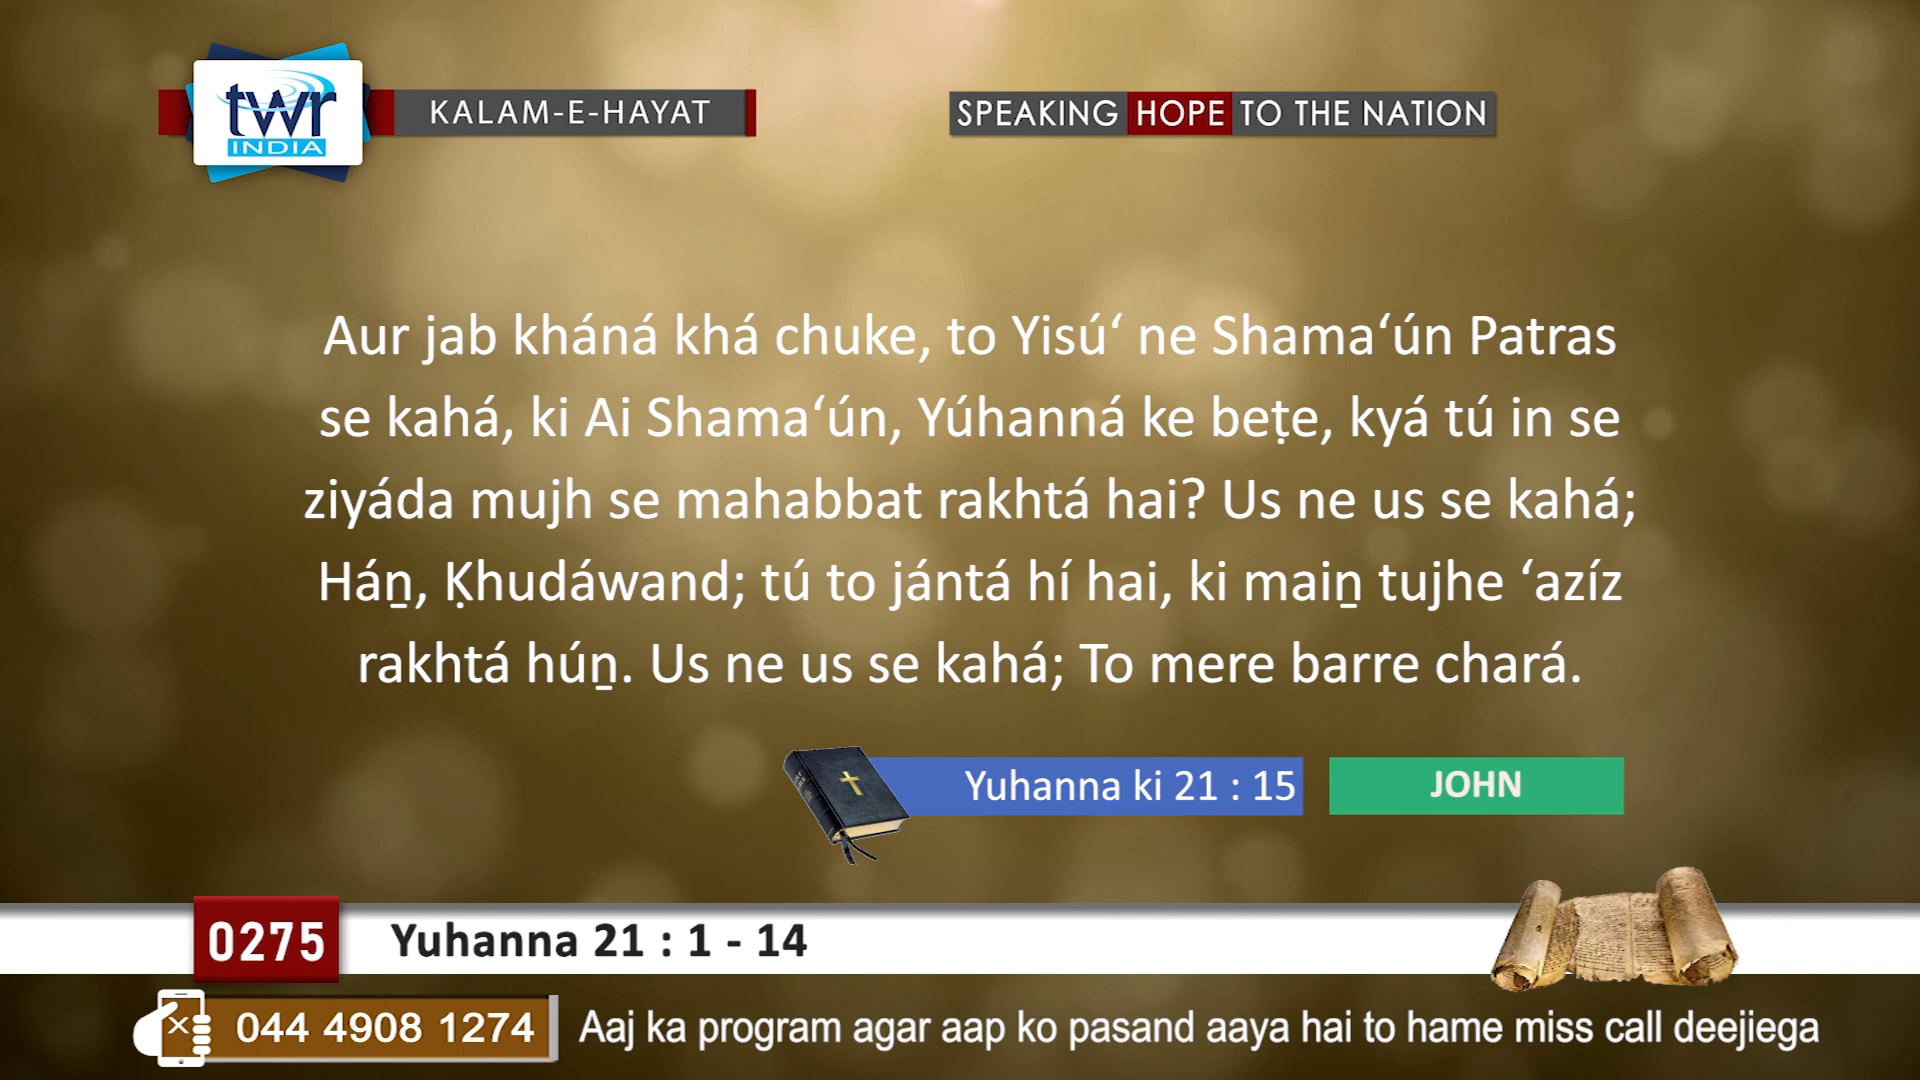 twr
INDIA
KALAM-E-HAYAT
SPEAKING HOPE TO THE NATION
Aur jab kháná khá chuke, to Yisú‘ ne Shama‘ún Patras
se kahá, ki Ai Shama‘ún, Yúhanná ke beṭe, kyá tú in se
ziyáda mujh se mahabbat rakhtá hai? Us ne us se kahá;
Háṉ, Ḳhudáwand; tú to jántá hí hai, ki maiṉ tujhe ‘azíz
rakhtá húṉ. Us ne us se kahá; To mere barre chará.
Yuhanna ki 21 : 15
JOHN
0275
Yuhanna 21 : 1 - 14
044 4908 1274
Aaj ka program agar aap ko pasand aaya hai to hame miss call deejiega